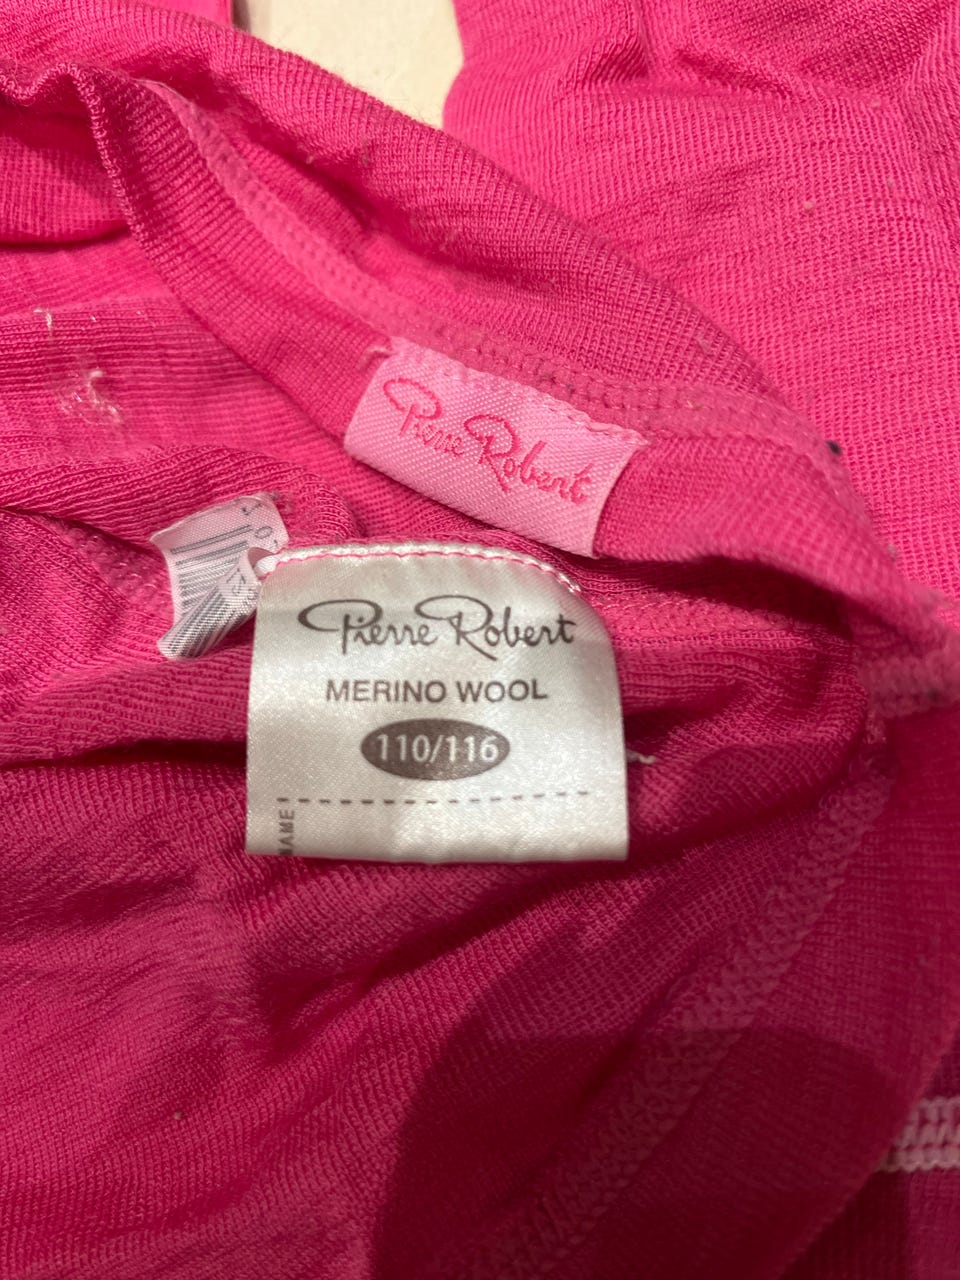 Pierre Robert
Pierre Robert
MERINO WOOL
110/116
NAME